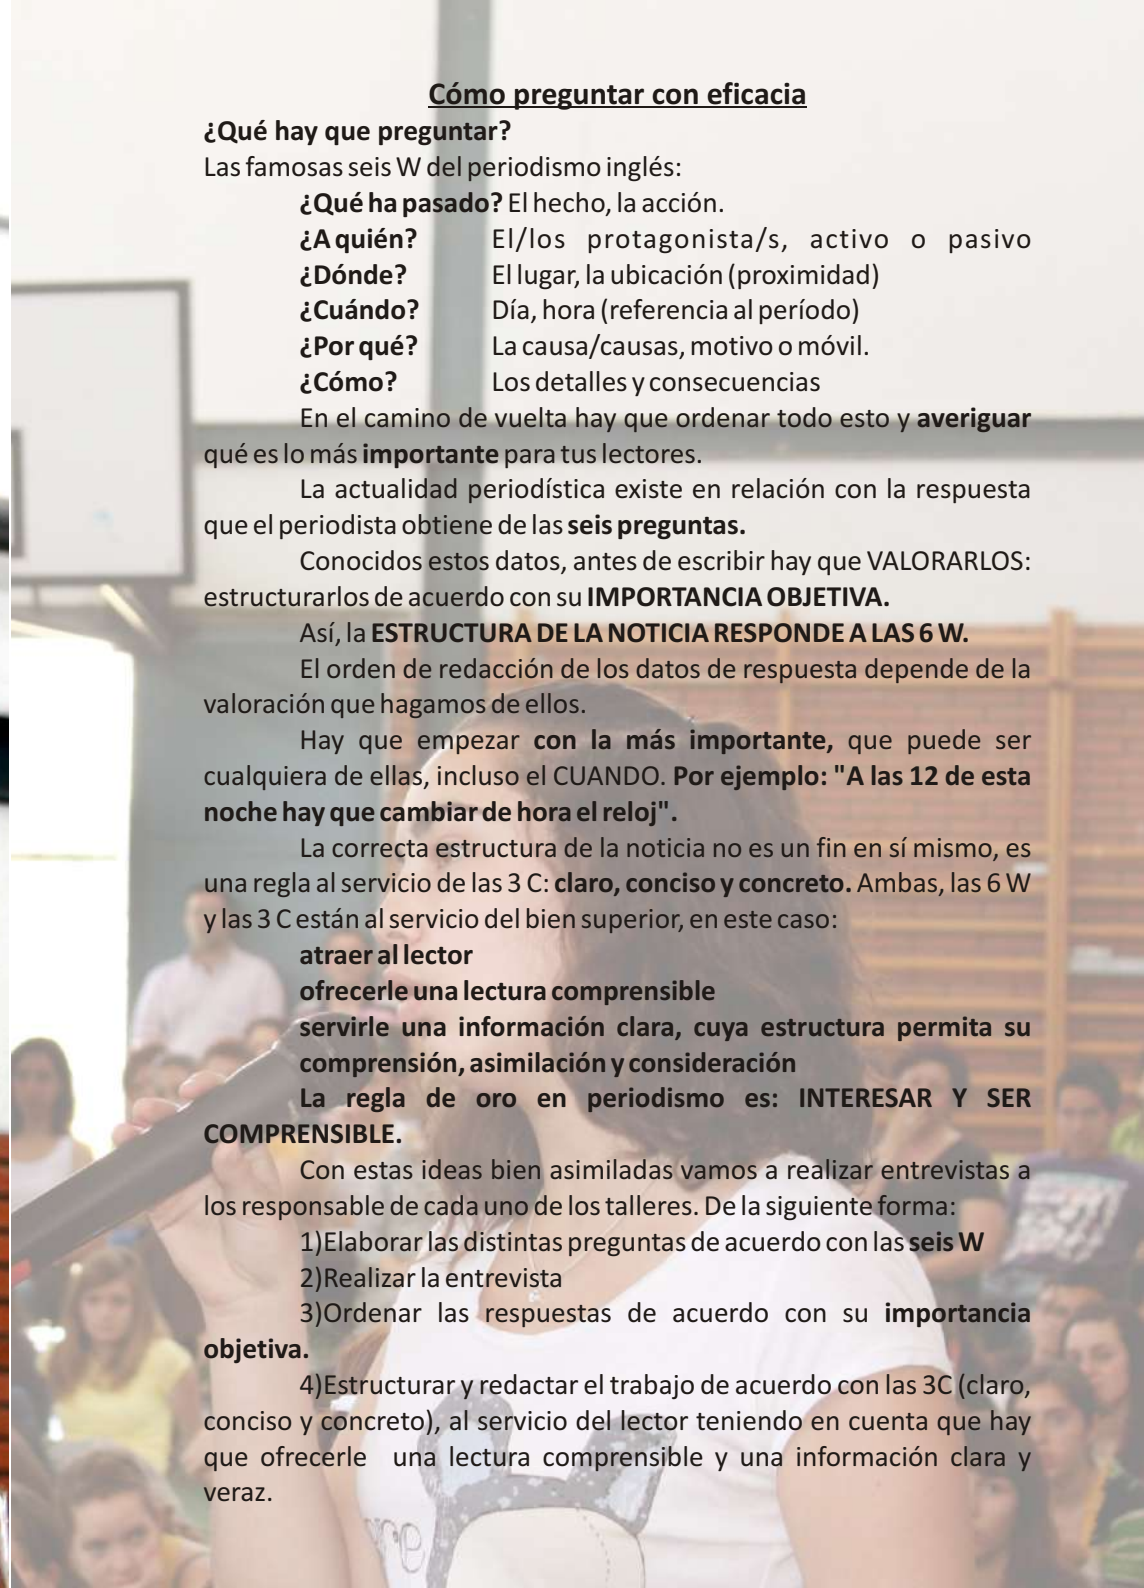 Cómo preguntar con eficacia
¿Qué hay que preguntar?
Las famosas seis W del periodismo inglés:
¿Qué ha pasado? El hecho, la acción.
¿A quién? El/los protagonista/s, activo o pasivo
¿Dónde? El lugar, la ubicación (proximidad)
¿Cuándo? Día, hora (referencia al período)
¿Por qué? La causa/causas, motivo o móvil.
¿Cómo? Los detalles y consecuencias
En el camino de vuelta hay que ordenar todo esto y averiguar
qué es lo más importante para tus lectores.
La actualidad periodística existe en relación con la respuesta
que el periodista obtiene de las seis preguntas.
Conocidos estos datos, antes de escribir hay que VALORARLOS:
estructurarlos de acuerdo con su IMPORTANCIA OBJETIVA.
Así, la ESTRUCTURA DE LA NOTICIA RESPONDE A LAS 6 W.
El orden de redacción de los datos de respuesta depende de la
valoración que hagamos de ellos.
Hay que empezar con la más importante, que puede ser
cualquiera de ellas, incluso el CUANDO. Por ejemplo: "A las 12 de esta
noche hay que cambiar de hora el reloj".
La correcta estructura de la noticia no es un fin en sí mismo, es
una regla al servicio de las 3 C: claro, conciso y concreto. Ambas, las 6 W
y las 3 C están al servicio del bien superior, en este caso:
atraer al lector
ofrecerle una lectura comprensible
servirle una información clara, cuya estructura permita su
comprensión, asimilación y consideración
La regla de oro en periodismo es: INTERESAR Y SER
COMPRENSIBLE.
Con estas ideas bien asimiladas vamos a realizar entrevistas a
los responsable de cada uno de los talleres. De la siguiente forma:
1)Elaborar las distintas preguntas de acuerdo con las seis W
2)Realizar la entrevista
3)Ordenar las respuestas de acuerdo con su importancia
objetiva.
4)Estructurar y redactar el trabajo de acuerdo con las 3C (claro,
conciso y concreto), al servicio del lector teniendo en cuenta que hay
que ofrecerle una lectura comprensible y una información clara y
veraz.